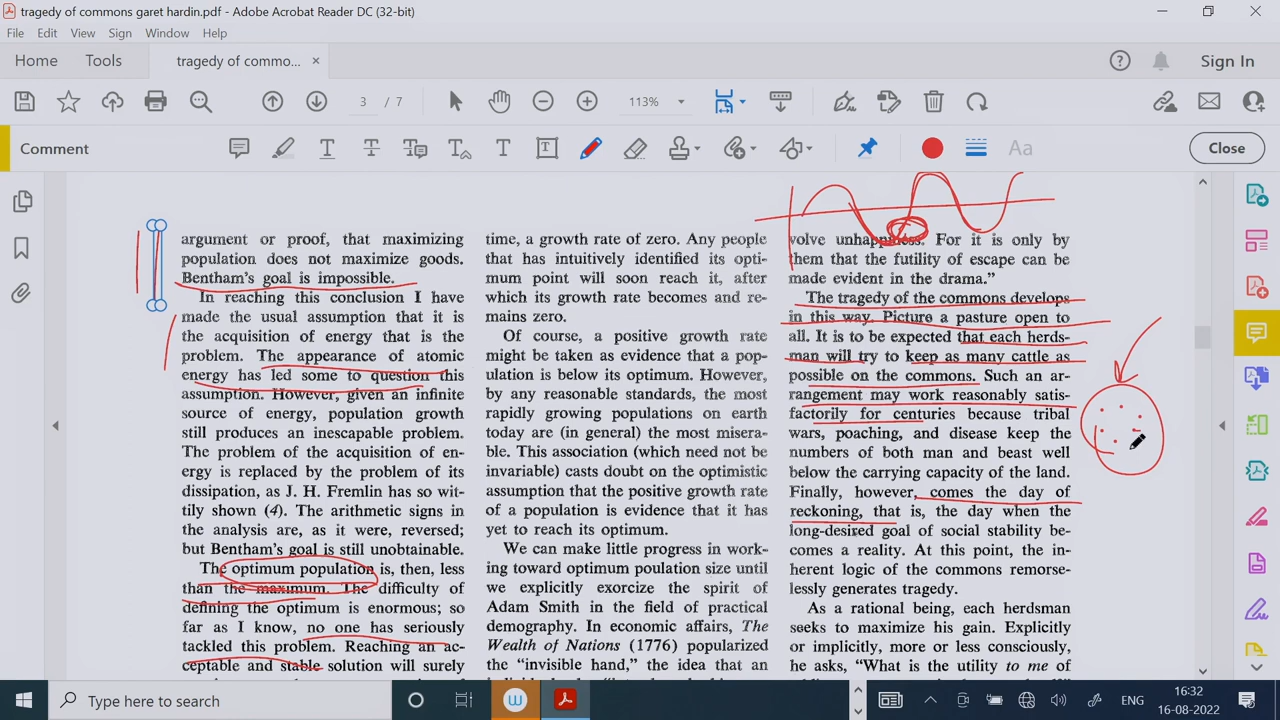 tragedy of commons garet hardin.pdf - Adobe Acrobat Reader DC (32-bit)
File Edit View Sign Window Help
Home Tools tragedy of commo... × Sign In
3 / 7 113%
Comment Aa Close
argument or proof, that maximizing
population does not maximize goods.
Bentham's goal is impossible.
In reaching this conclusion I have
made the usual assumption that it is
the acquisition of energy that is the
problem. The appearance of atomic
energy has led some to question this
assumption. However, given an infinite
source of energy, population growth
still produces an inescapable problem.
The problem of the acquisition of en-
ergy is replaced by the problem of its
dissipation, as J. H. Fremlin has so wit-
tily shown (4). The arithmetic signs in
the analysis are, as it were, reversed;
but Bentham's goal is still unobtainable.
The optimum population is, then, less
than the maximum. The difficulty of
defining the optimum is enormous; so
far as I know, no one has seriously
tackled this problem. Reaching an ac-
ceptable and stable solution will surely
time, a growth rate of zero. Any people
that has intuitively identified its opti-
mum point will soon reach it, after
which its growth rate becomes and re-
mains zero.
Of course, a positive growth rate
might be taken as evidence that a pop-
ulation is below its optimum. However,
by any reasonable standards, the most
rapidly growing populations on earth
today are (in general) the most misera-
ble. This association (which need not be
invariable) casts doubt on the optimistic
assumption that the positive growth rate
of a population is evidence that it has
yet to reach its optimum.
We can make little progress in work-
ing toward optimum poulation size until
we explicitly exorcize the spirit of
Adam Smith in the field of practical
demography. In economic affairs, The
Wealth of Nations (1776) popularized
the "invisible hand," the idea that an
volve unhappiness. For it is only by
them that the futility of escape can be
made evident in the drama."
The tragedy of the commons develops
in this way. Picture a pasture open to
all. It is to be expected that each herds-
man will try to keep as many cattle as
possible on the commons. Such an ar-
rangement may work reasonably satis-
factorily for centuries because tribal
wars, poaching, and disease keep the
numbers of both man and beast well
below the carrying capacity of the land.
Finally, however, comes the day of
reckoning, that is, the day when the
long-desired goal of social stability be-
comes a reality. At this point, the in-
herent logic of the commons remorse-
lessly generates tragedy.
As a rational being, each herdsman
seeks to maximize his gain. Explicitly
or implicitly, more or less consciously,
he asks, "What is the utility to me of
Type here to search ENG 16:32
16-08-2022